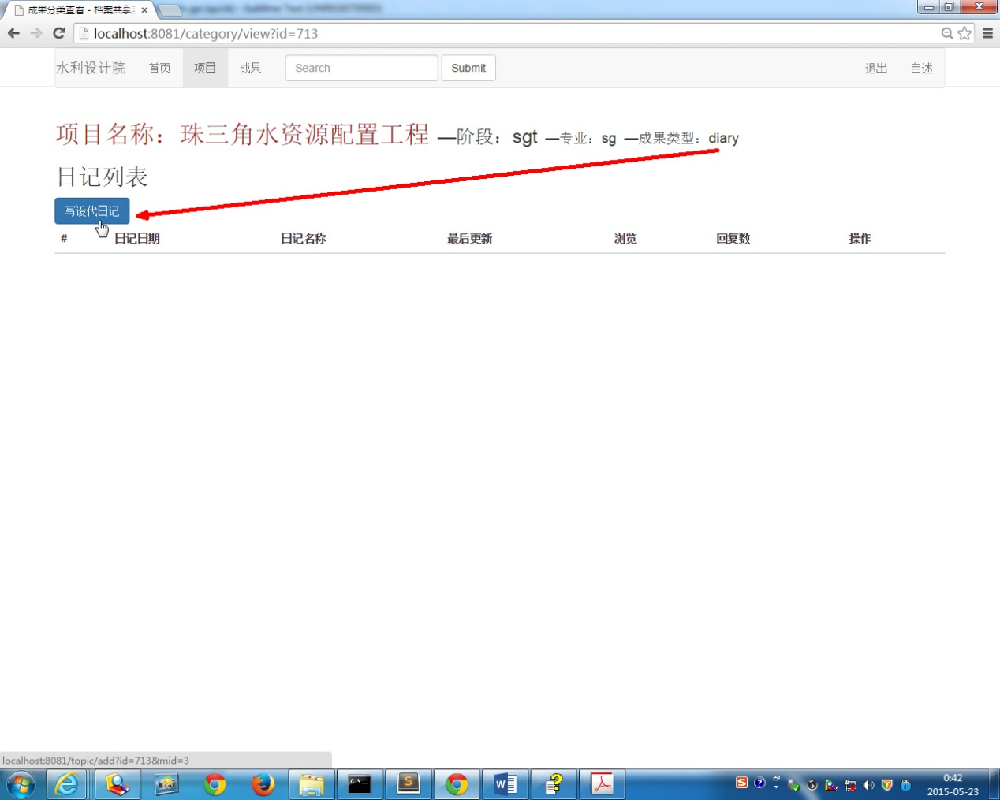 成果分类查看 - 档案共享
localhost:8081/category/view?id=713
水利设计院 首页 项目 成果 Search Submit 退出 自述
项目名称：珠三角水资源配置工程 —阶段：sgt —专业：sg —成果类型：diary
日记列表
写设代日记
# 日记日期 日记名称 最后更新 浏览 回复数 操作
localhost:8081/topic/add?id=713&mid=3
0:42
2015-05-23